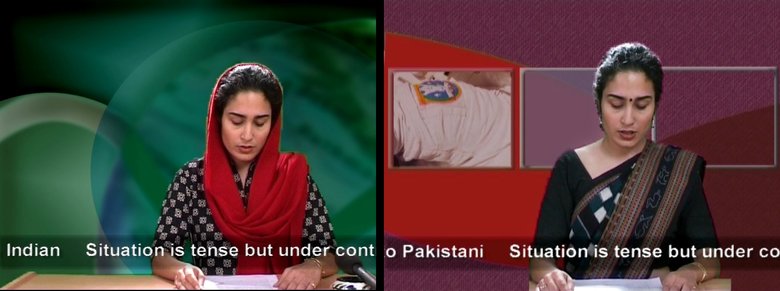 Indian Situation is tense but under cont
o Pakistani Situation is tense but under co